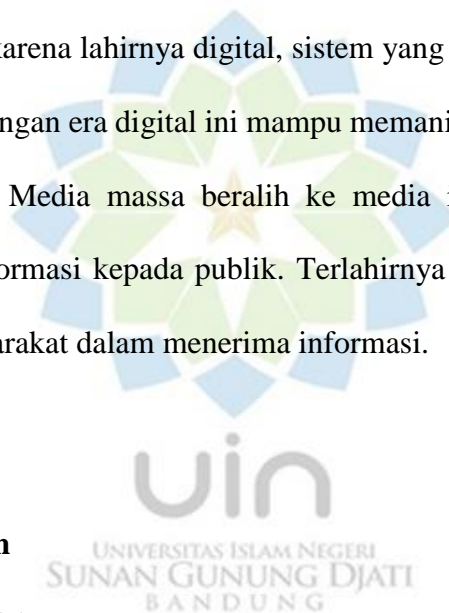 karena lahirnya digital, sistem yang
ngan era digital ini mampu memani
Media massa beralih ke media
ormasi kepada publik. Terlahirnya
arakat dalam menerima informasi.
uin
n
UNIVERSITAS ISLAM NEGERI
SUNAN GUNUNG DJATI
BANDUNG